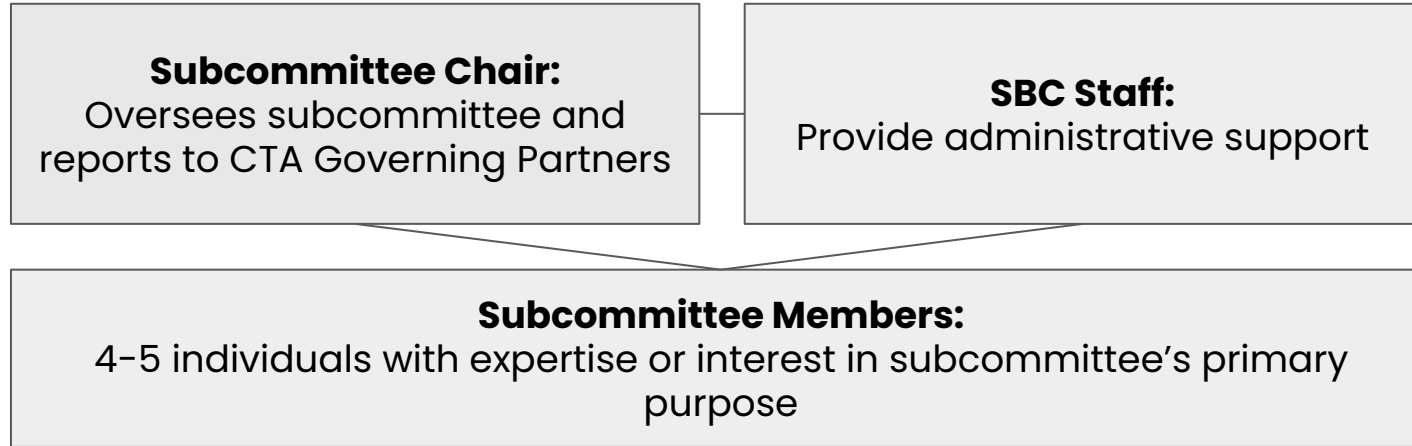 Subcommittee Chair:
Oversees subcommittee and
reports to CTA Governing Partners
SBC Staff:
Provide administrative support
Subcommittee Members:
4-5 individuals with expertise or interest in subcommittee’s primary
purpose